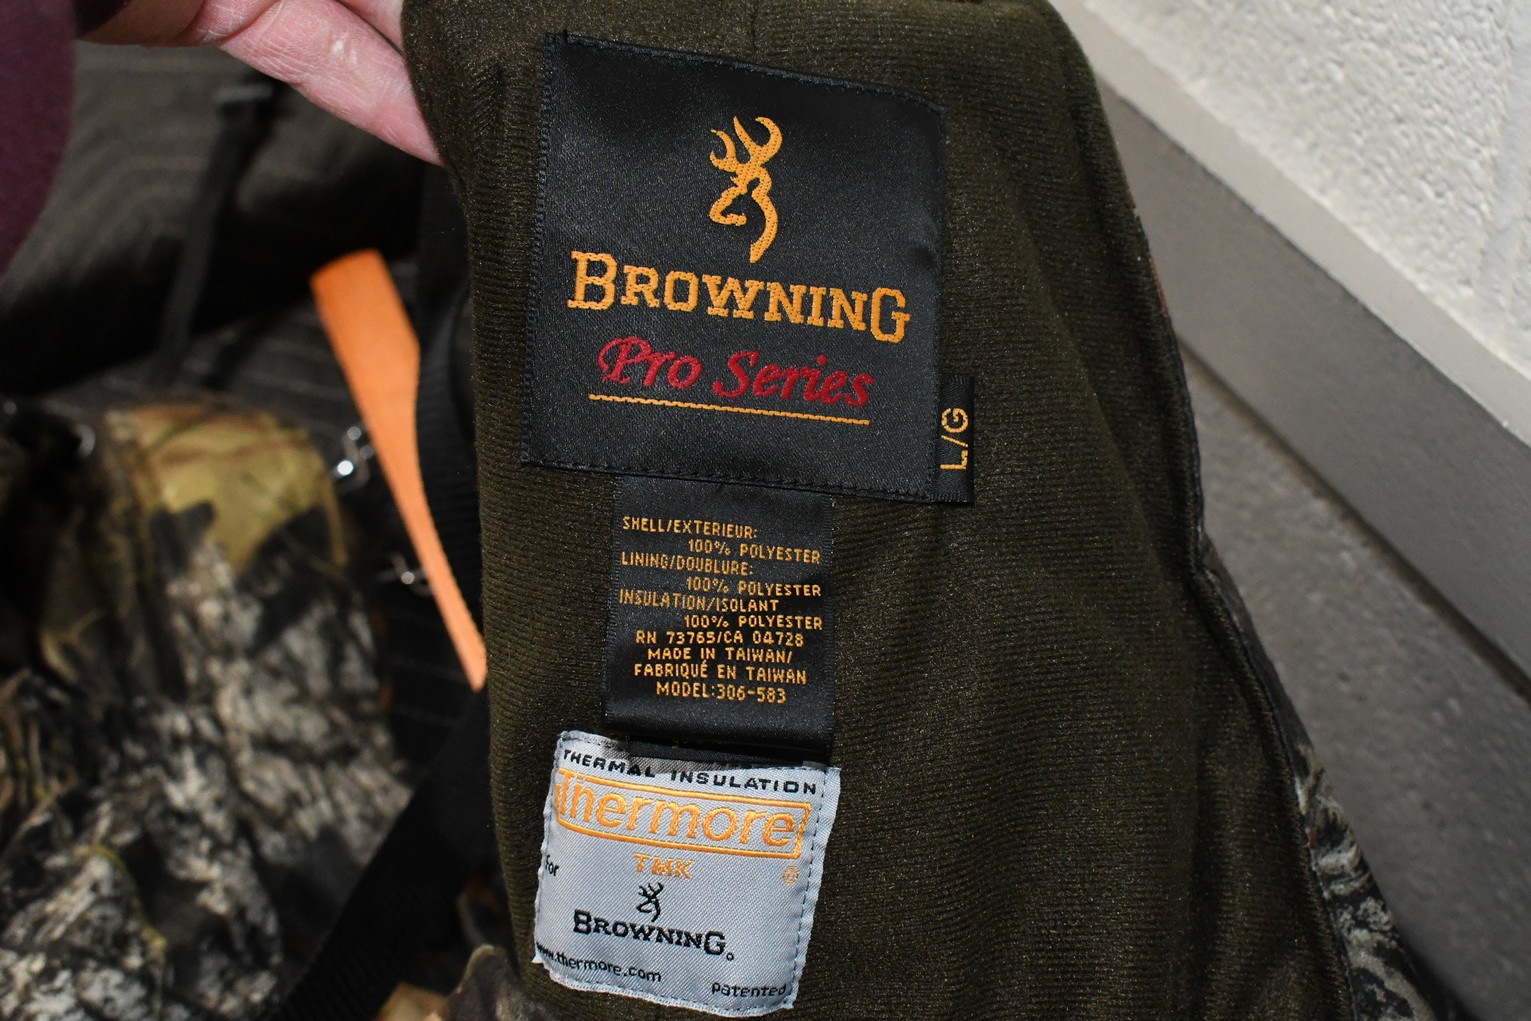 BROWNING
Pro Series
L/G
SHELL/EXTERIEUR:
100% POLYESTER
LINING/DOUBLURE:
100% POLYESTER
INSULATION/ISOLANT
100% POLYESTER
RN 73765/CA 04728
MADE IN TAIWAN/
FABRIQUÉ EN TAIWAN
MODEL:306-583
THERMAL INSULATION
Thermore
TMK ®
for
BROWNING
www.thermore.com
patented